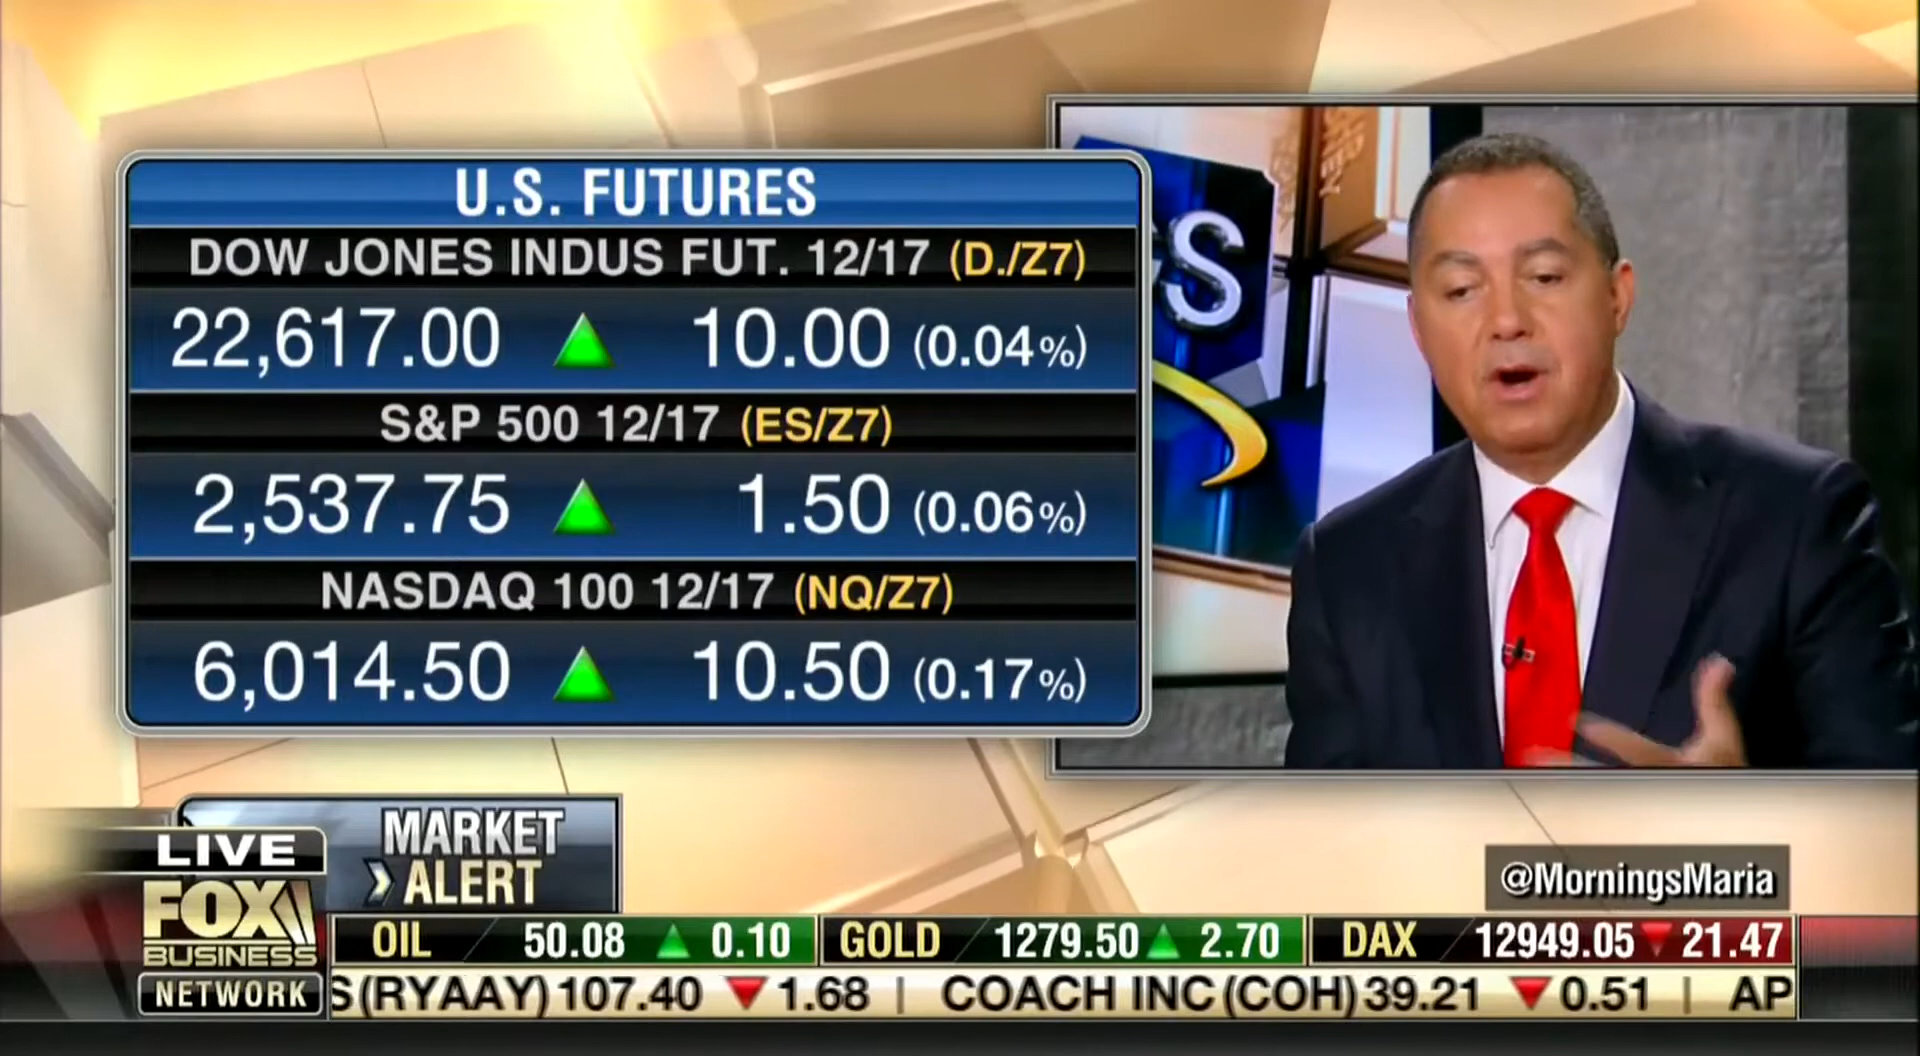 U.S. FUTURES
DOW JONES INDUS FUT. 12/17 (D./Z7)
22,617.00 ▲ 10.00 (0.04%)
S&P 500 12/17 (ES/Z7)
2,537.75 ▲ 1.50 (0.06%)
NASDAQ 100 12/17 (NQ/Z7)
6,014.50 ▲ 10.50 (0.17%)
MARKET
ALERT
LIVE
FOX
BUSINESS
NETWORK
@MorningsMaria
OIL 50.08 ▲ 0.10 GOLD 1279.50 ▲ 2.70 DAX 12949.05 ▼ 21.47
S (RYAAY) 107.40 ▼ 1.68 | COACH INC (COH) 39.21 ▼ 0.51 | AP